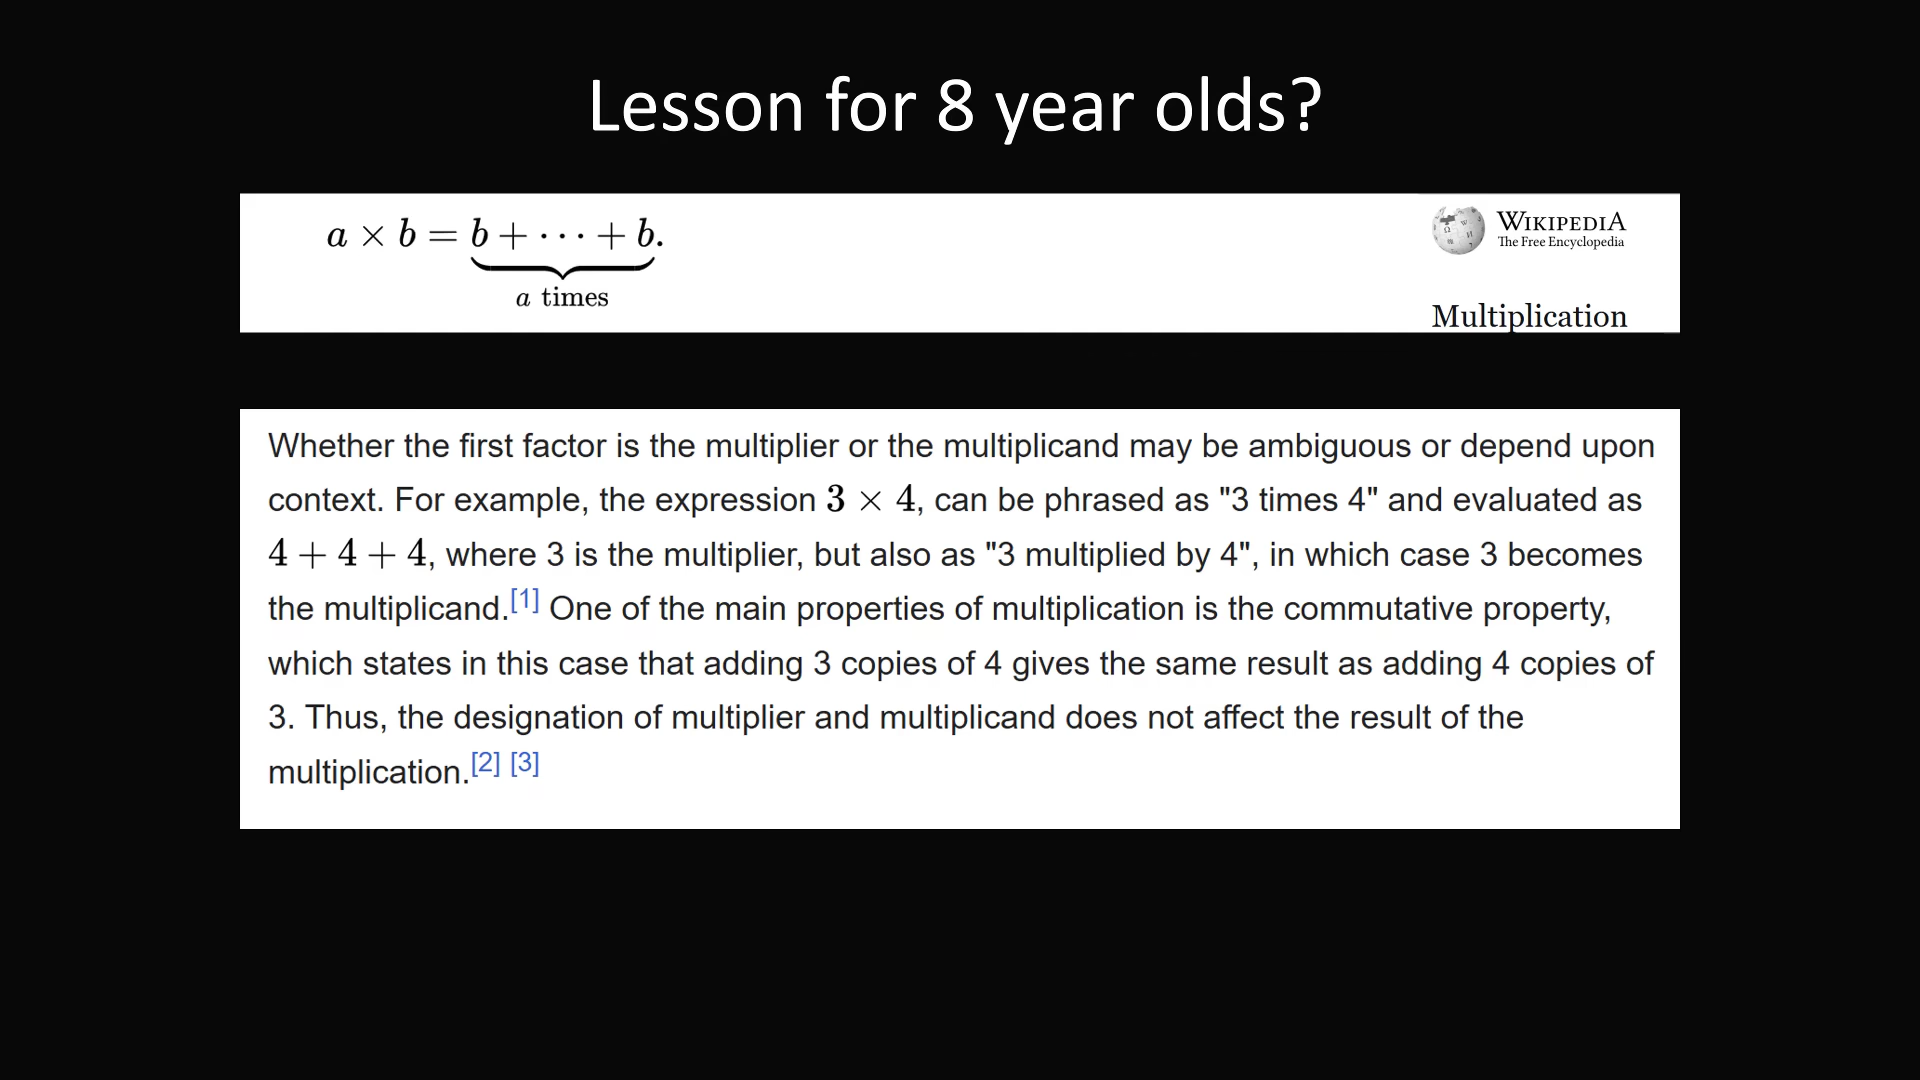 Lesson for 8 year olds?
a × b = b + ⋯ + b.
a times
WIKIPEDIA
The Free Encyclopedia
Multiplication
Whether the first factor is the multiplier or the multiplicand may be ambiguous or depend upon
context. For example, the expression 3 × 4, can be phrased as "3 times 4" and evaluated as
4 + 4 + 4, where 3 is the multiplier, but also as "3 multiplied by 4", in which case 3 becomes
the multiplicand.[1] One of the main properties of multiplication is the commutative property,
which states in this case that adding 3 copies of 4 gives the same result as adding 4 copies of
3. Thus, the designation of multiplier and multiplicand does not affect the result of the
multiplication.[2] [3]